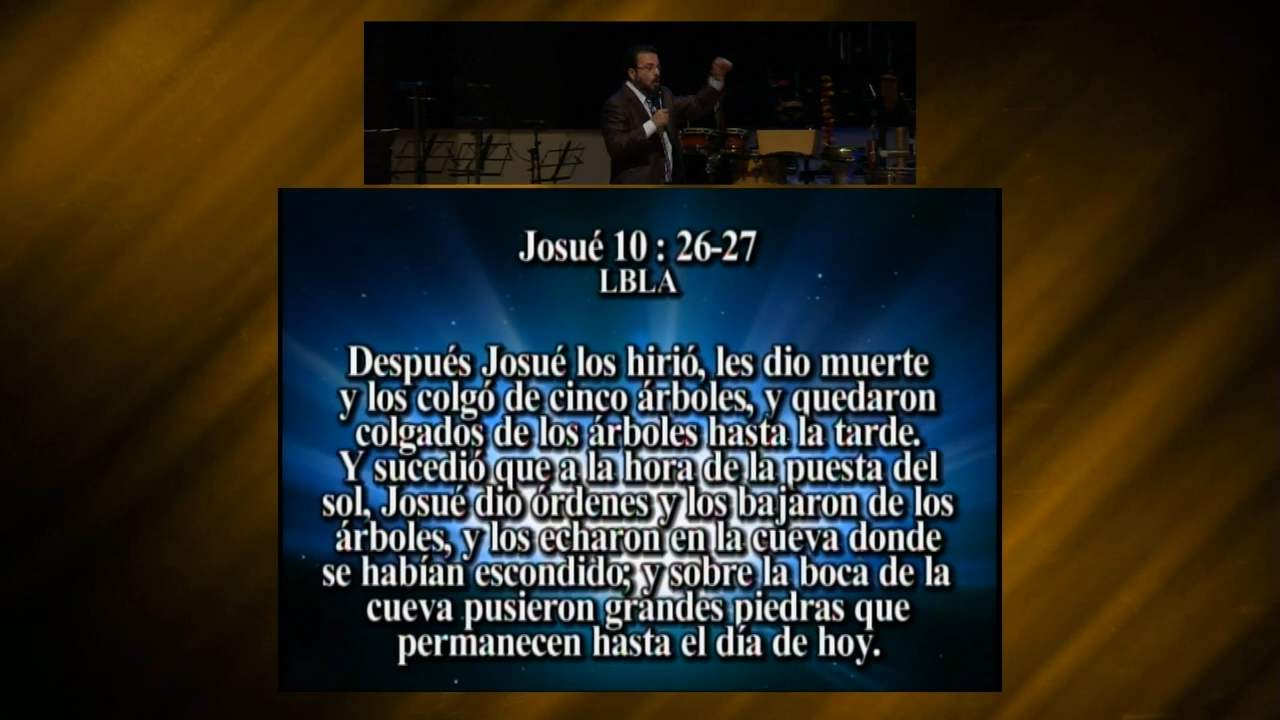 Josué 10 : 26-27
LBLA
Después Josué los hirió, les dio muerte
y los colgó de cinco árboles, y quedaron
colgados de los árboles hasta la tarde.
Y sucedió que a la hora de la puesta del
sol, Josué dio órdenes y los bajaron de los
árboles, y los echaron en la cueva donde
se habían escondido; y sobre la boca de la
cueva pusieron grandes piedras que
permanecen hasta el día de hoy.